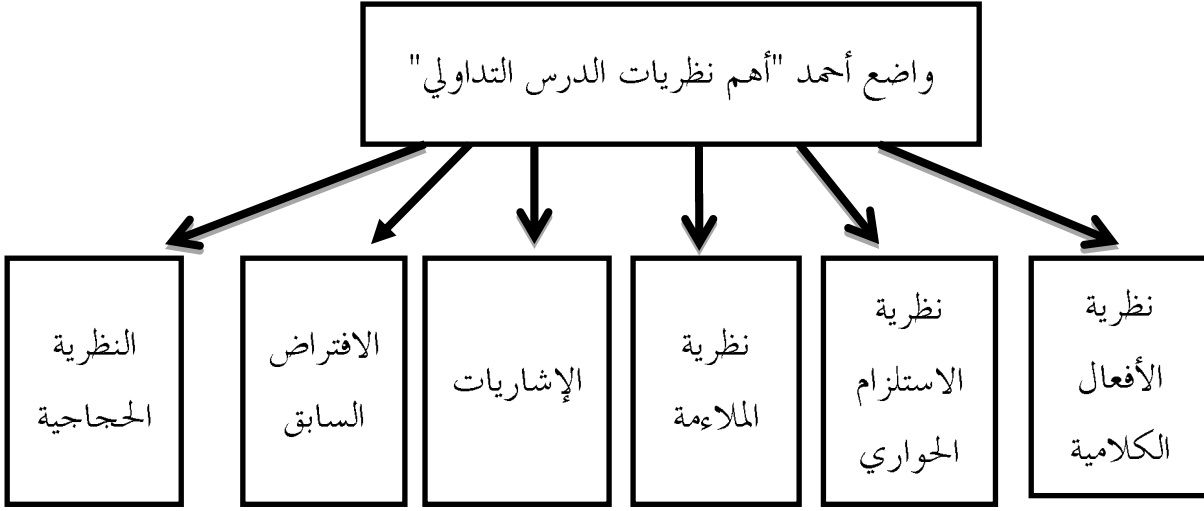 واضع أحمد "أهم نظريات الدرس التداولي"
نظرية
الأفعال
الكلامية
نظرية
الاستلزام
الحواري
نظرية
الملاءمة
الإشاريات
الافتراض
السابق
النظرية
الحجاجية